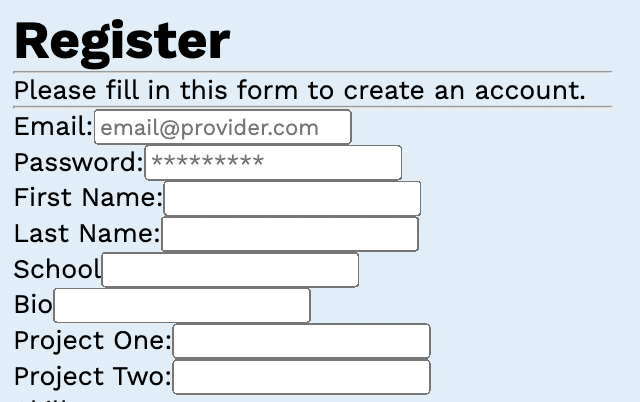 Register
Please fill in this form to create an account.
Email: email@provider.com
Password: *********
First Name:
Last Name:
School
Bio
Project One:
Project Two: